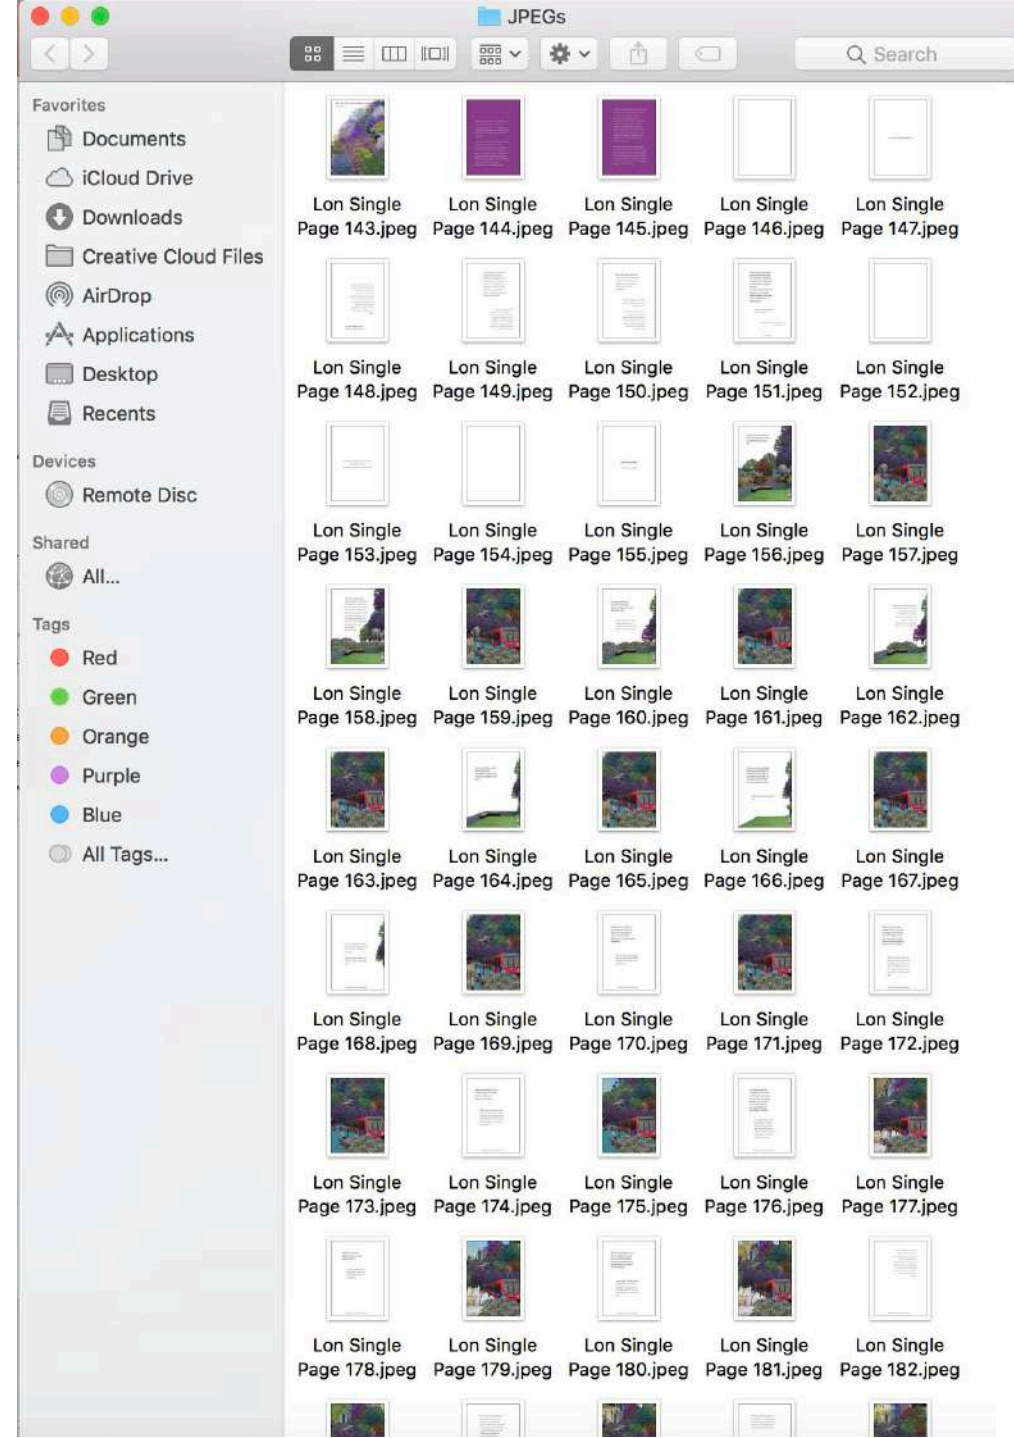 JPEGs
Search
Favorites
Documents
iCloud Drive
Downloads
Creative Cloud Files
AirDrop
Applications
Desktop
Recents
Devices
Remote Disc
Shared
All...
Tags
Red
Green
Orange
Purple
Blue
All Tags...
Lon Single Lon Single Lon Single Lon Single Lon Single
Page 143.jpeg Page 144.jpeg Page 145.jpeg Page 146.jpeg Page 147.jpeg
Lon Single Lon Single Lon Single Lon Single Lon Single
Page 148.jpeg Page 149.jpeg Page 150.jpeg Page 151.jpeg Page 152.jpeg
Lon Single Lon Single Lon Single Lon Single Lon Single
Page 153.jpeg Page 154.jpeg Page 155.jpeg Page 156.jpeg Page 157.jpeg
Lon Single Lon Single Lon Single Lon Single Lon Single
Page 158.jpeg Page 159.jpeg Page 160.jpeg Page 161.jpeg Page 162.jpeg
Lon Single Lon Single Lon Single Lon Single Lon Single
Page 163.jpeg Page 164.jpeg Page 165.jpeg Page 166.jpeg Page 167.jpeg
Lon Single Lon Single Lon Single Lon Single Lon Single
Page 168.jpeg Page 169.jpeg Page 170.jpeg Page 171.jpeg Page 172.jpeg
Lon Single Lon Single Lon Single Lon Single Lon Single
Page 173.jpeg Page 174.jpeg Page 175.jpeg Page 176.jpeg Page 177.jpeg
Lon Single Lon Single Lon Single Lon Single Lon Single
Page 178.jpeg Page 179.jpeg Page 180.jpeg Page 181.jpeg Page 182.jpeg